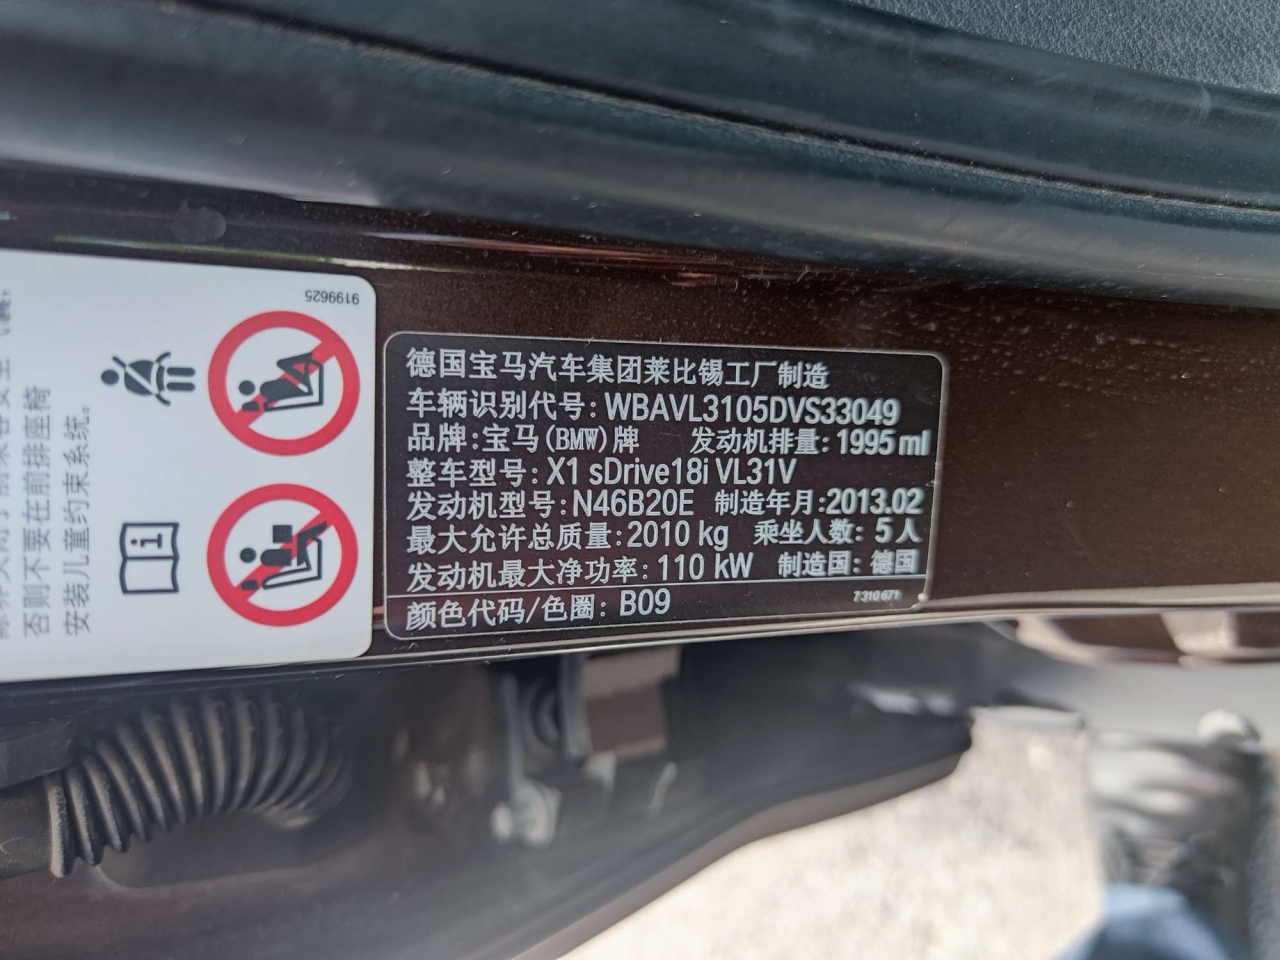 德国宝马汽车集团莱比锡工厂制造
车辆识别代号: WBAVL3105DVS33049
品牌:宝马(BMW)牌 发动机排量: 1995 ml
整车型号: X1 sDrive18i VL31V
发动机型号: N46B20E 制造年月:2013.02
最大允许总质量: 2010 kg 乘坐人数: 5人
发动机最大净功率: 110 kW 制造国: 德国
颜色代码/色圈: B09
7310671
9199625
否则不要在前排座椅
安装儿童约束系统。